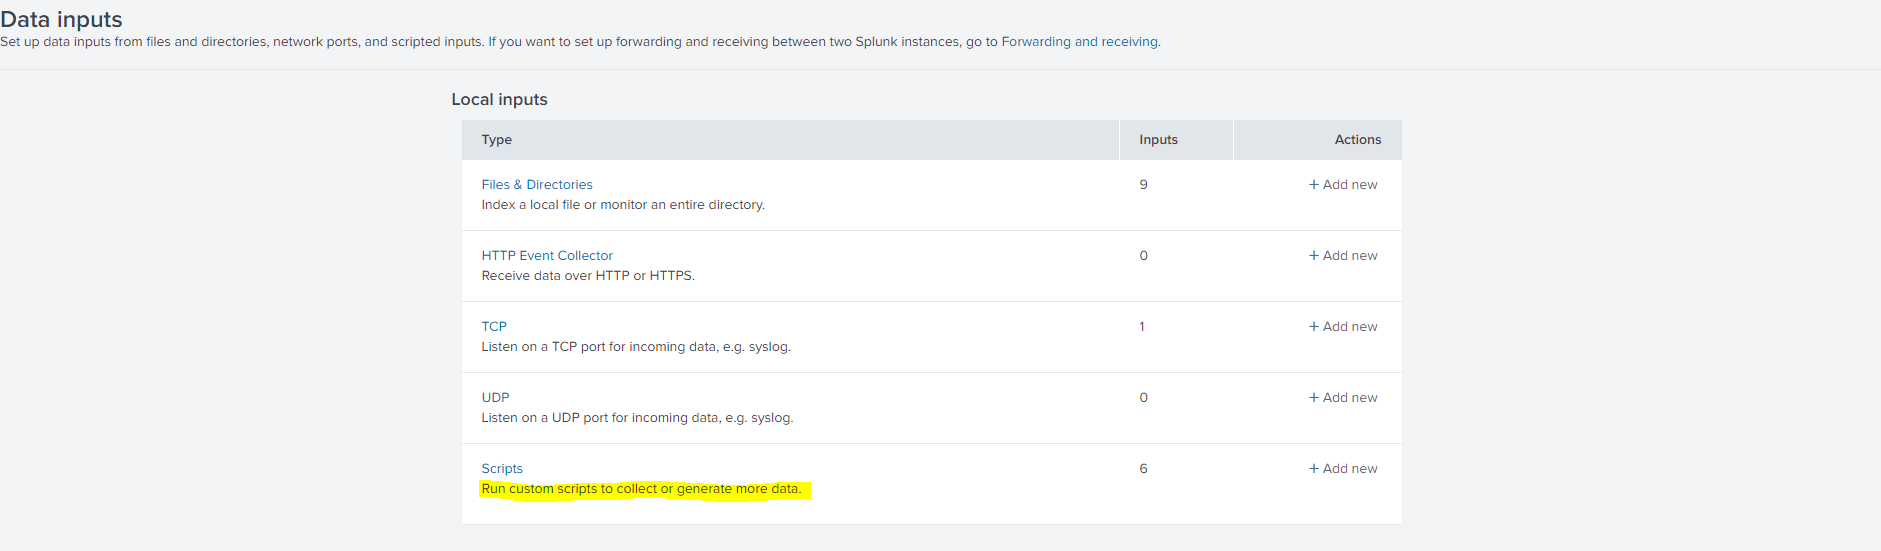 Data inputs
Set up data inputs from files and directories, network ports, and scripted inputs. If you want to set up forwarding and receiving between two Splunk instances, go to Forwarding and receiving.
Local inputs
Type Inputs Actions
Files & Directories 9 + Add new
Index a local file or monitor an entire directory.
HTTP Event Collector 0 + Add new
Receive data over HTTP or HTTPS.
TCP 1 + Add new
Listen on a TCP port for incoming data, e.g. syslog.
UDP 0 + Add new
Listen on a UDP port for incoming data, e.g. syslog.
Scripts 6 + Add new
Run custom scripts to collect or generate more data.